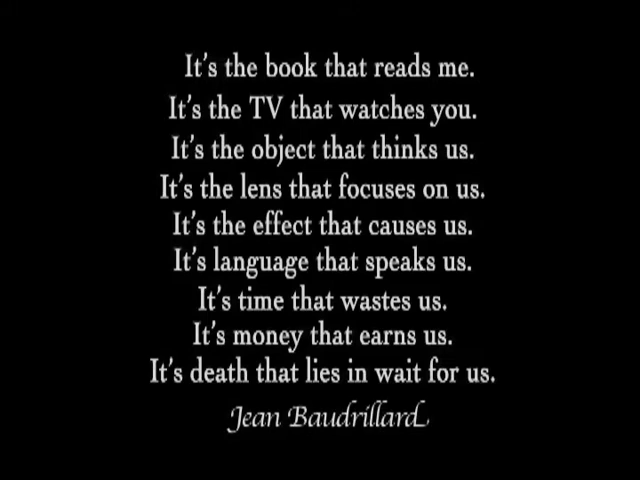 It's the book that reads me.
It's the TV that watches you.
It's the object that thinks us.
It's the lens that focuses on us.
It's the effect that causes us.
It's language that speaks us.
It's time that wastes us.
It's money that earns us.
It's death that lies in wait for us.
Jean Baudrillard